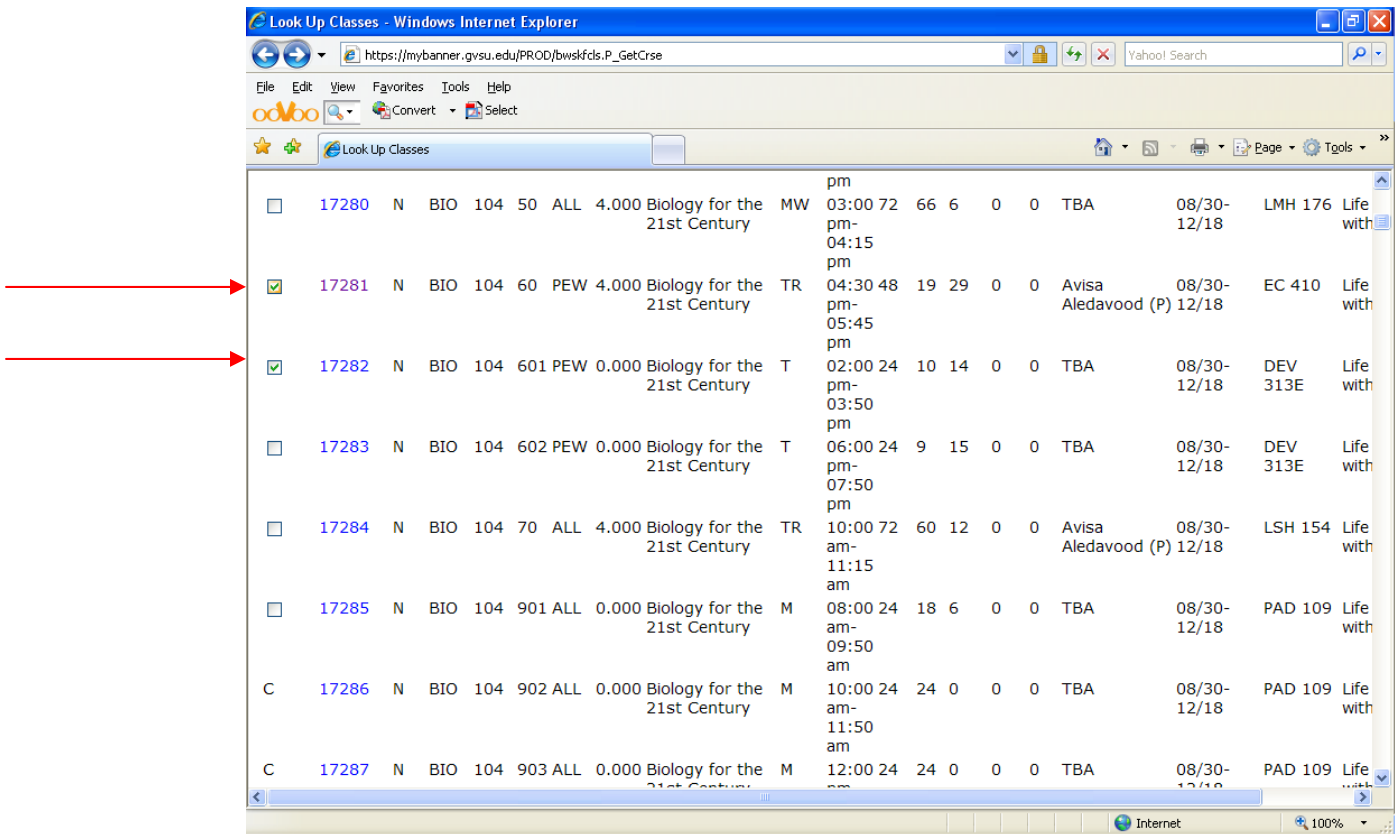 Look Up Classes - Windows Internet Explorer
https://mybanner.gvsu.edu/PROD/bwskfcls.P_GetCrse
Yahoo! Search
File Edit View Favorites Tools Help
ooVoo Convert Select
Look Up Classes
Page Tools »
pm
17280 N BIO 104 50 ALL 4.000 Biology for the MW 03:00 72 66 6 0 0 TBA 08/30- LMH 176 Life
21st Century pm- 12/18 with
04:15
pm
17281 N BIO 104 60 PEW 4.000 Biology for the TR 04:30 48 19 29 0 0 Avisa 08/30- EC 410 Life
21st Century pm- Aledavood (P) 12/18 with
05:45
pm
17282 N BIO 104 601 PEW 0.000 Biology for the T 02:00 24 10 14 0 0 TBA 08/30- DEV Life
21st Century pm- 12/18 313E with
03:50
pm
17283 N BIO 104 602 PEW 0.000 Biology for the T 06:00 24 9 15 0 0 TBA 08/30- DEV Life
21st Century pm- 12/18 313E with
07:50
pm
17284 N BIO 104 70 ALL 4.000 Biology for the TR 10:00 72 60 12 0 0 Avisa 08/30- LSH 154 Life
21st Century am- Aledavood (P) 12/18 with
11:15
am
17285 N BIO 104 901 ALL 0.000 Biology for the M 08:00 24 18 6 0 0 TBA 08/30- PAD 109 Life
21st Century am- 12/18 with
09:50
am
C 17286 N BIO 104 902 ALL 0.000 Biology for the M 10:00 24 24 0 0 0 TBA 08/30- PAD 109 Life
21st Century am- 12/18 with
11:50
am
C 17287 N BIO 104 903 ALL 0.000 Biology for the M 12:00 24 24 0 0 0 TBA 08/30- PAD 109 Life
21st Century pm- 12/18 with
Internet 100%